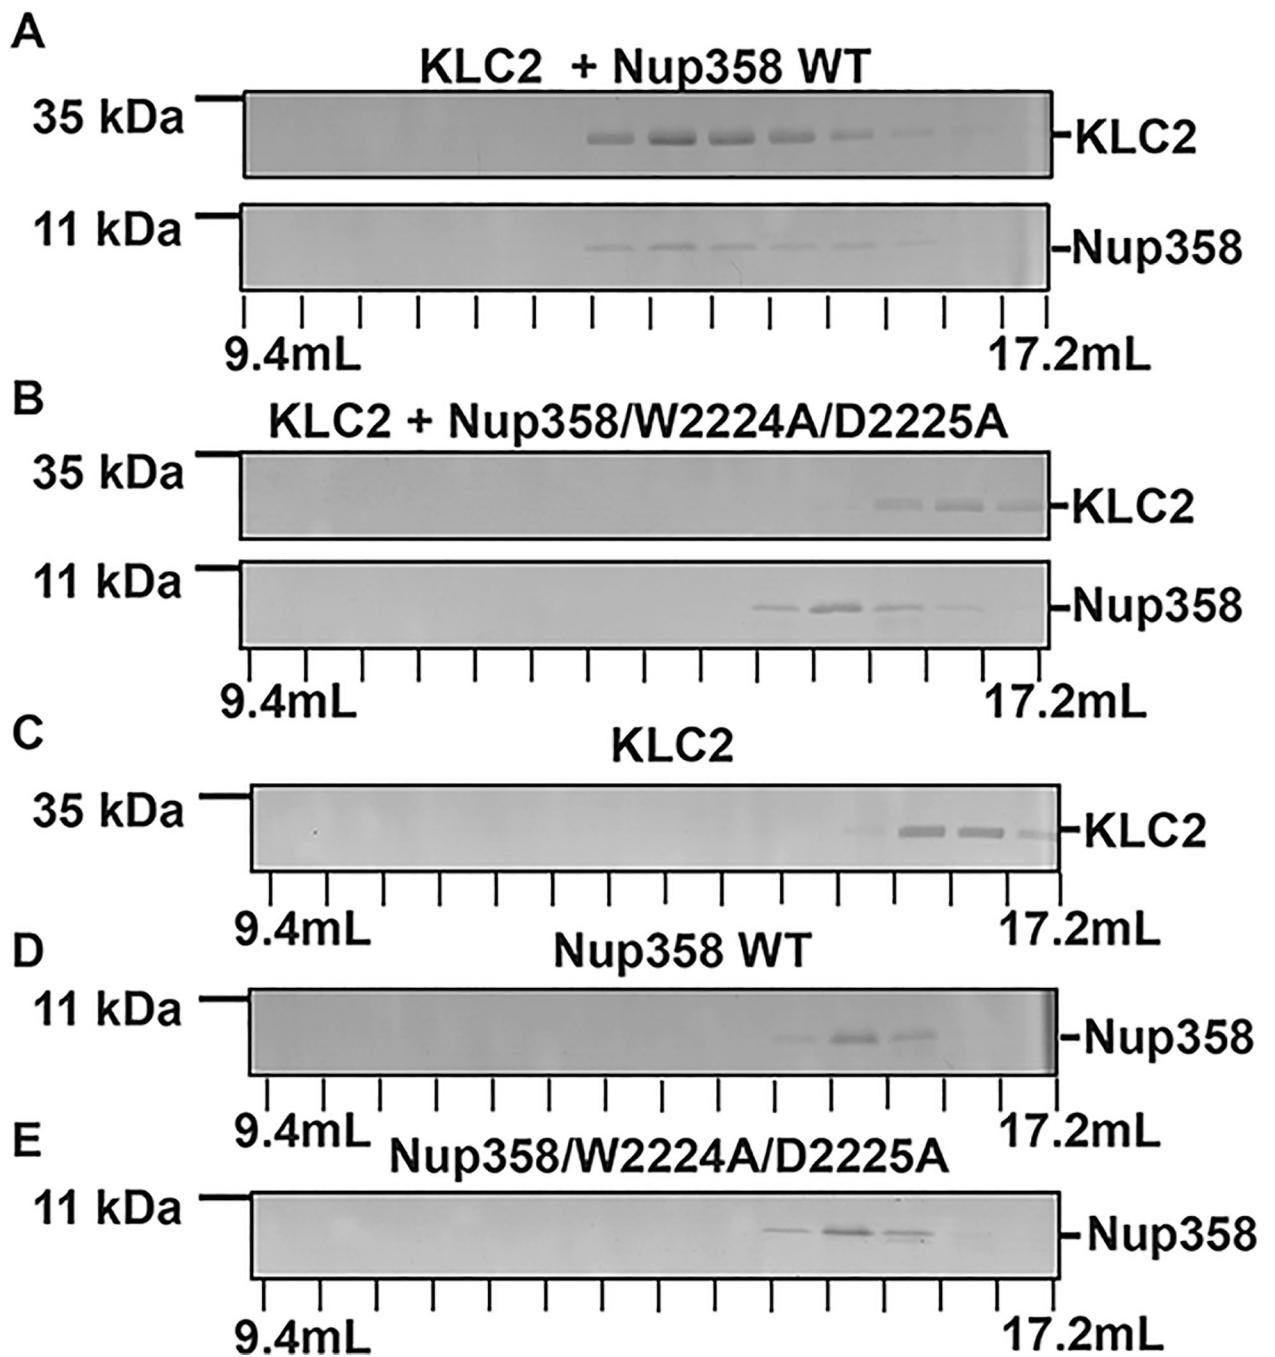 A
KLC2 + Nup358 WT
35 kDa
-KLC2
11 kDa
-Nup358
9.4mL 17.2mL
B
KLC2 + Nup358/W2224A/D2225A
35 kDa
-KLC2
11 kDa
-Nup358
9.4mL 17.2mL
C
KLC2
35 kDa
-KLC2
9.4mL 17.2mL
D
Nup358 WT
11 kDa
-Nup358
9.4mL 17.2mL
E
Nup358/W2224A/D2225A
11 kDa
-Nup358
9.4mL 17.2mL